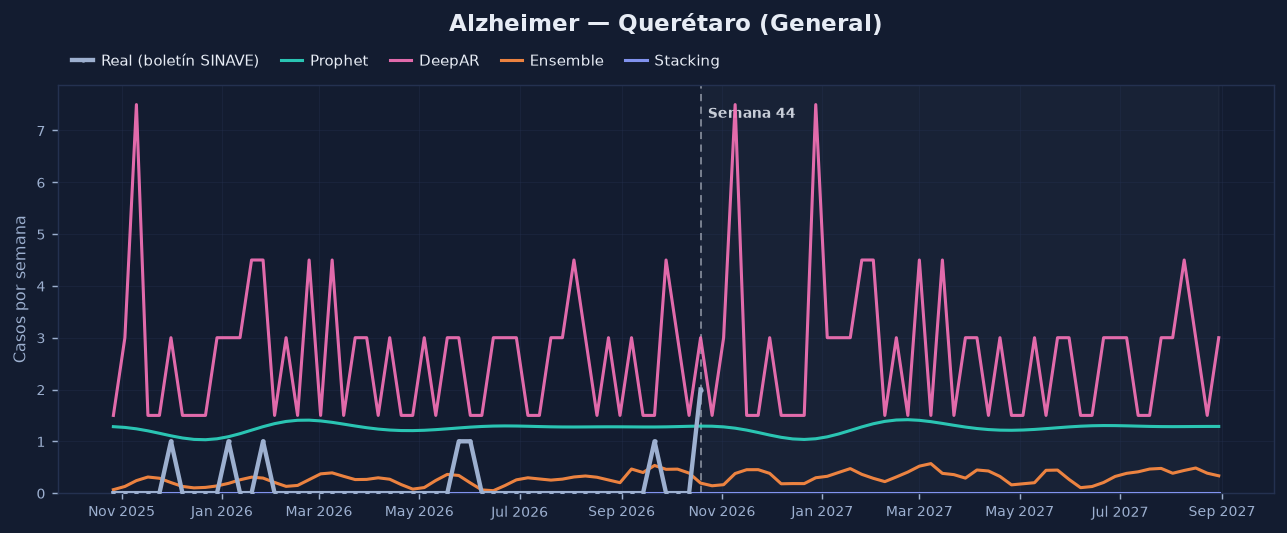 Alzheimer — Querétaro (General)
Real (boletín SINAVE) Prophet DeepAR Ensemble Stacking
Semana 44
Casos por semana
7
6
5
4
3
2
1
0
Nov 2025 Jan 2026 Mar 2026 May 2026 Jul 2026 Sep 2026 Nov 2026 Jan 2027 Mar 2027 May 2027 Jul 2027 Sep 2027